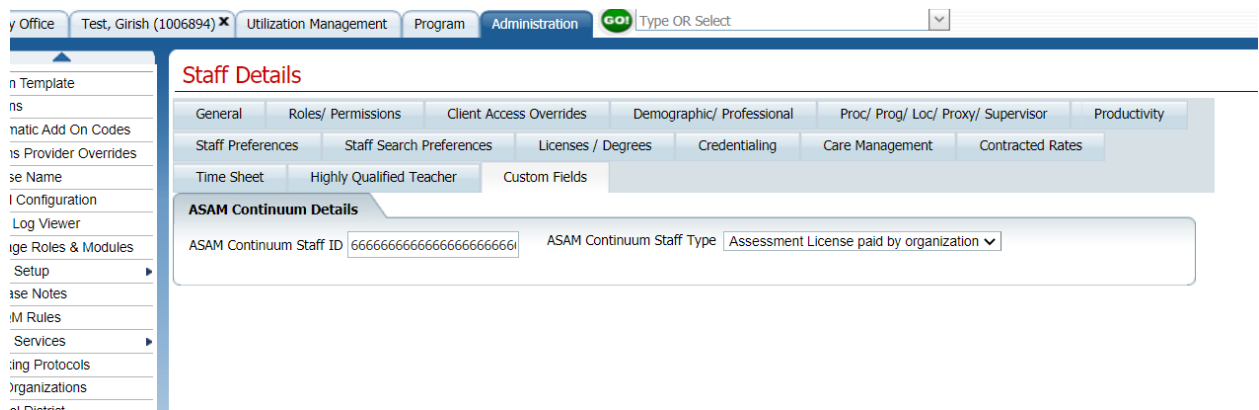 y Office Test, Girish (1006894) X Utilization Management Program Administration GO! Type OR Select
n Template
ns
matic Add On Codes
ns Provider Overrides
se Name
l Configuration
Log Viewer
ge Roles & Modules
Setup
ase Notes
M Rules
Services
king Protocols
Organizations
ol District
Staff Details
General Roles/ Permissions Client Access Overrides Demographic/ Professional Proc/ Prog/ Loc/ Proxy/ Supervisor Productivity
Staff Preferences Staff Search Preferences Licenses / Degrees Credentialing Care Management Contracted Rates
Time Sheet Highly Qualified Teacher Custom Fields
ASAM Continuum Details
ASAM Continuum Staff ID 666666666666666666666666 ASAM Continuum Staff Type Assessment License paid by organization